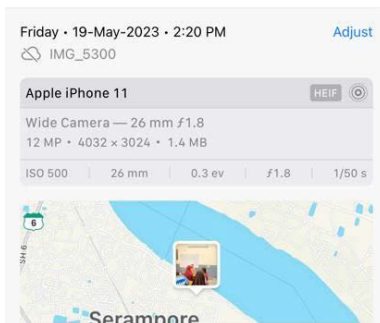 Friday • 19-May-2023 • 2:20 PM Adjust
IMG_5300
Apple iPhone 11 HEIF
Wide Camera — 26 mm ƒ1.8
12 MP • 4032 × 3024 • 1.4 MB
ISO 500 26 mm 0.3 ev ƒ1.8 1/50 s
6
SH 6
Serampore